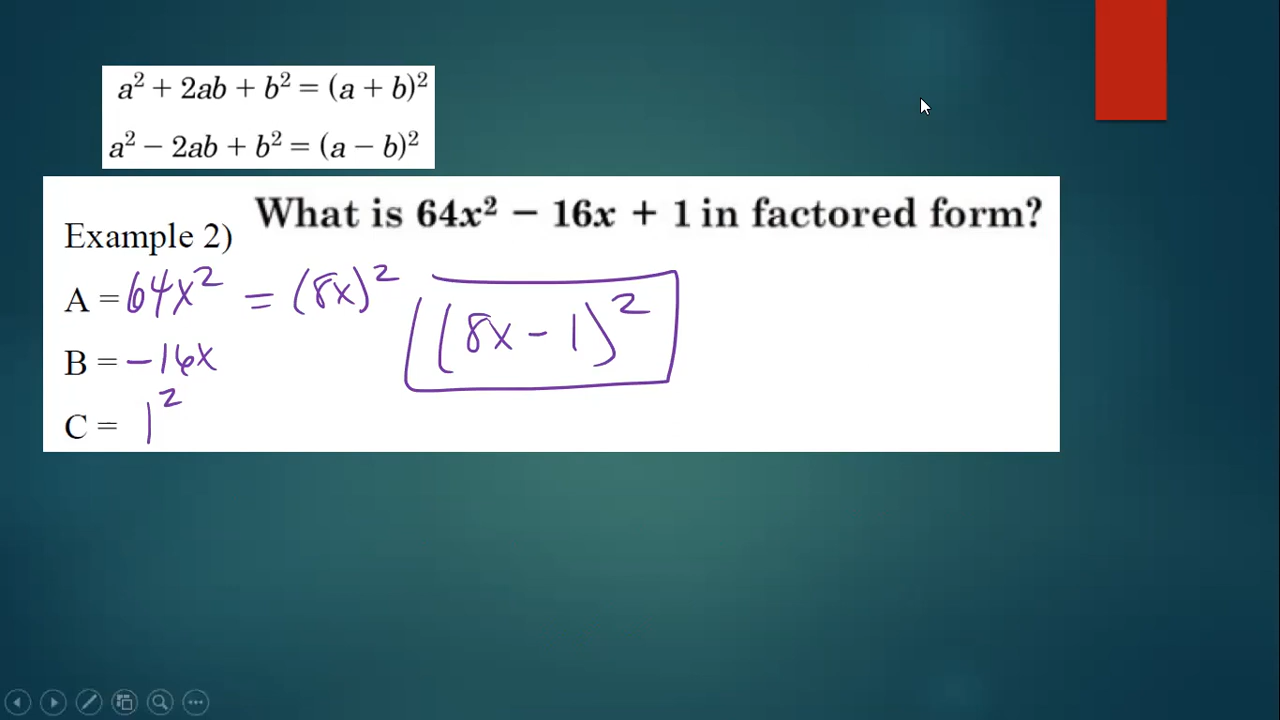 a² + 2ab + b² = (a + b)²
a² − 2ab + b² = (a − b)²
What is 64x² − 16x + 1 in factored form?
Example 2)
A = 64x² = (8x)²
(8x − 1)²
B = −16x
C = 1²